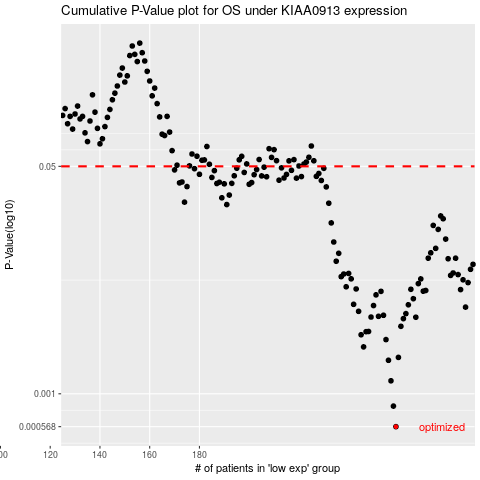 Cumulative P-Value plot for OS under KIAA0913 expression
P-Value(log10)
0.05
0.001
0.000568
optimized
00 140 160 180
# of patients in 'low exp' group